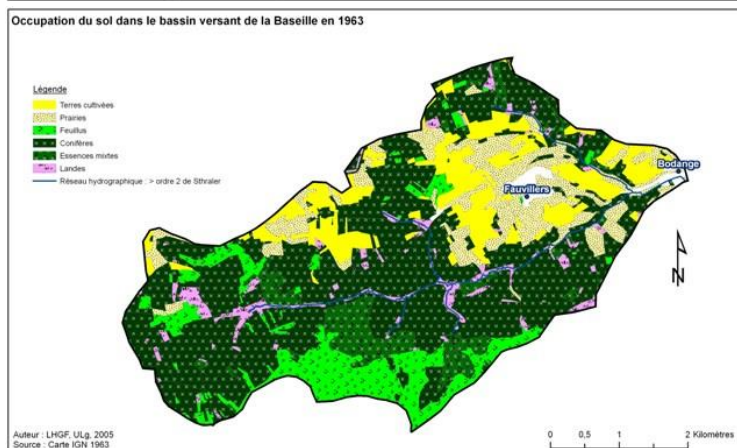 Occupation du sol dans le bassin versant de la Baseille en 1963
Légende
Terres cultivées
Prairies
Feuillus
Conifères
Essences mixtes
Landes
Réseau hydrographique : > ordre 2 de Sthraler
Bodange
Fauvillers
N
Auteur : LHGF, ULg, 2005
Source : Carte IGN 1963
0 0,5 1 2 Kilomètres